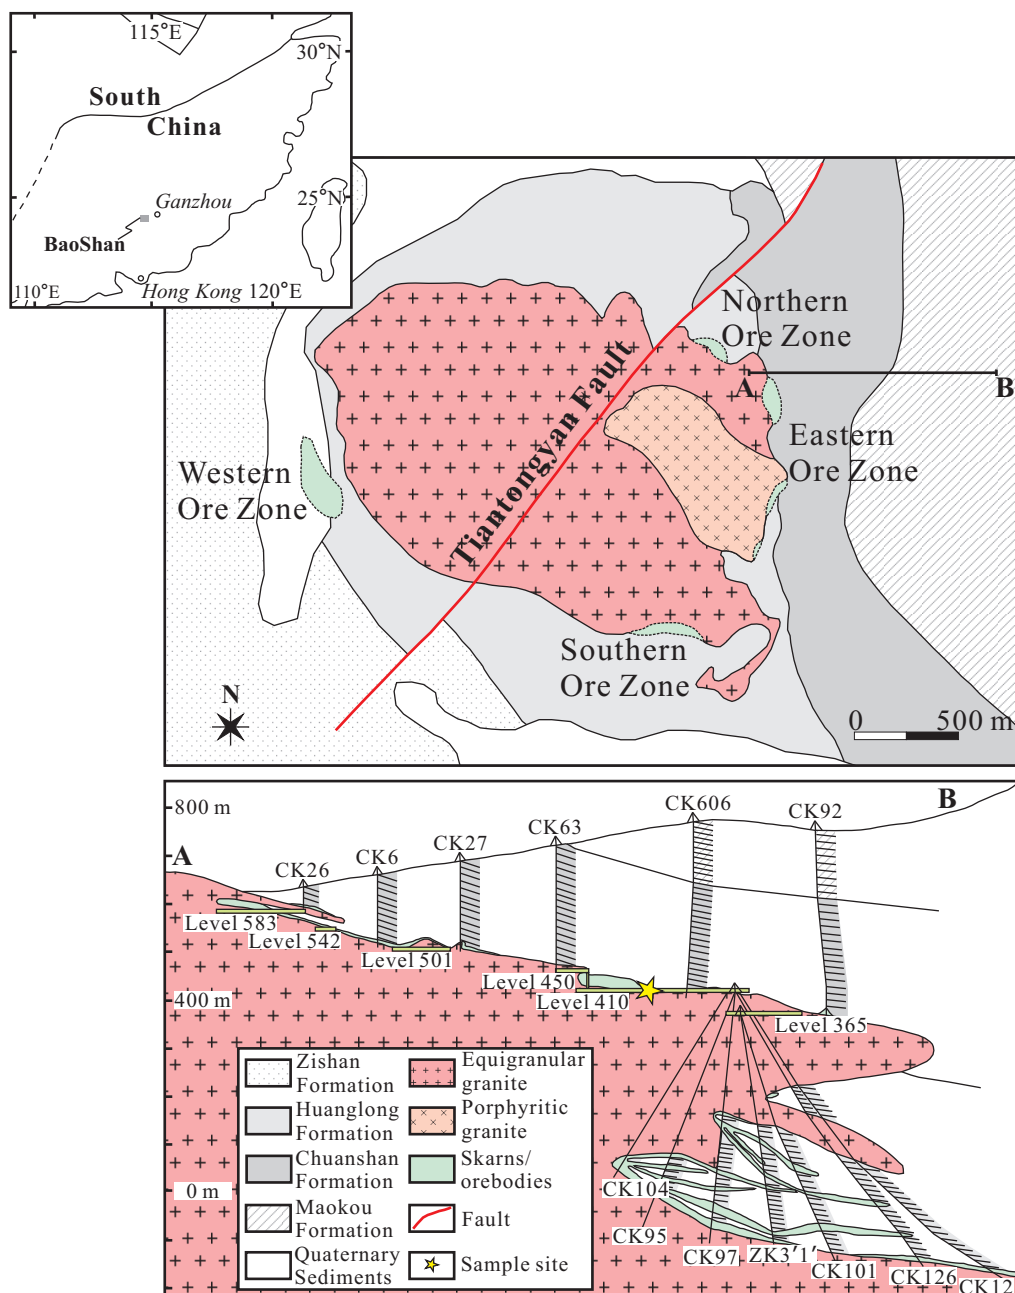 115°E
30°N
South
China
25°N
Ganzhou
BaoShan
110°E
Hong Kong
120°E
Northern
Ore Zone
A
B
Tiantongyan Fault
Eastern
Ore Zone
Western
Ore Zone
Southern
Ore Zone
N
0
500 m
800 m
B
CK606
CK92
CK63
CK27
CK6
A
CK26
Level 583
Level 542
Level 501
Level 450
Level 410
400 m
Level 365
Zishan
Formation
Equigranular
granite
Huanglong
Formation
Porphyritic
granite
Chuanshan
Formation
Skarns/
orebodies
0 m
CK104
Maokou
Formation
Fault
CK95
CK97
ZK3'1'
CK101
CK126
CK12
Quaternary
Sediments
Sample site